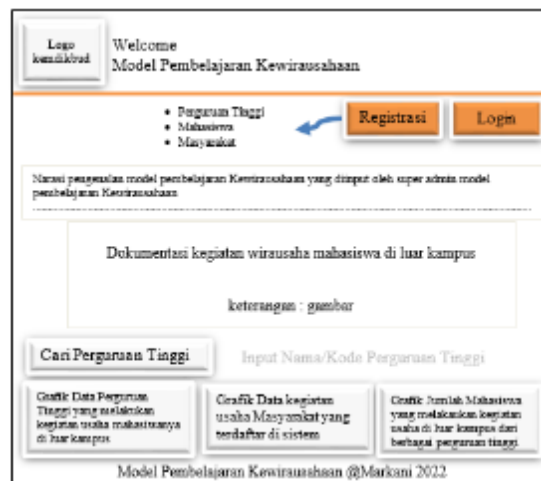 Logo
kemdikbud
Welcome
Model Pembelajaran Kewirausahaan
• Perguruan Tinggi
• Mahasiswa
• Masyarakat
Registrasi
Login
Narasi pengenalan model pembelajaran Kewirausahaan yang diinput oleh super admin model
pembelajaran Kewirausahaan
Dokumentasi kegiatan wirausaha mahasiswa di luar kampus
keterangan : gambar
Cari Perguruan Tinggi
Input Nama/Kode Perguruan Tinggi
Grafik Data Perguruan
Tinggi yang melakukan
kegiatan usaha mahasiswanya
di luar kampus
Grafik Data kegiatan
usaha Masyarakat yang
terdaftar di sistem
Grafik Jumlah Mahasiswa
yang melakukan kegiatan
usaha di luar kampus dari
berbagai perguruan tinggi
Model Pembelajaran Kewirausahaan @Markani 2022